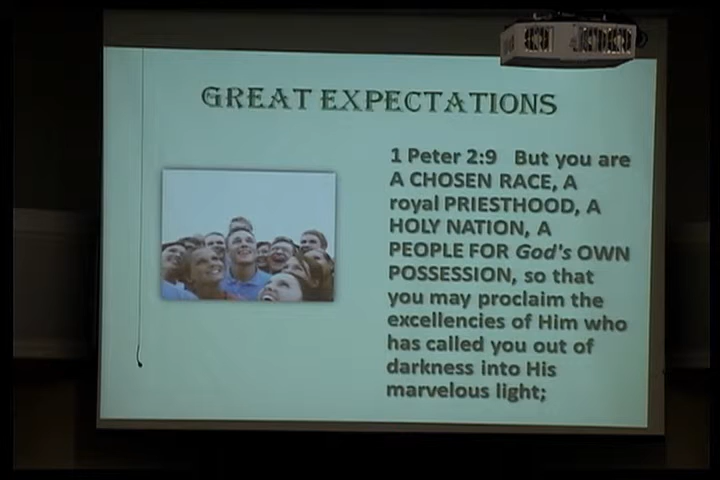 GREAT EXPECTATIONS
1 Peter 2:9 But you are
A CHOSEN RACE, A
royal PRIESTHOOD, A
HOLY NATION, A
PEOPLE FOR God's OWN
POSSESSION, so that
you may proclaim the
excellencies of Him who
has called you out of
darkness into His
marvelous light;